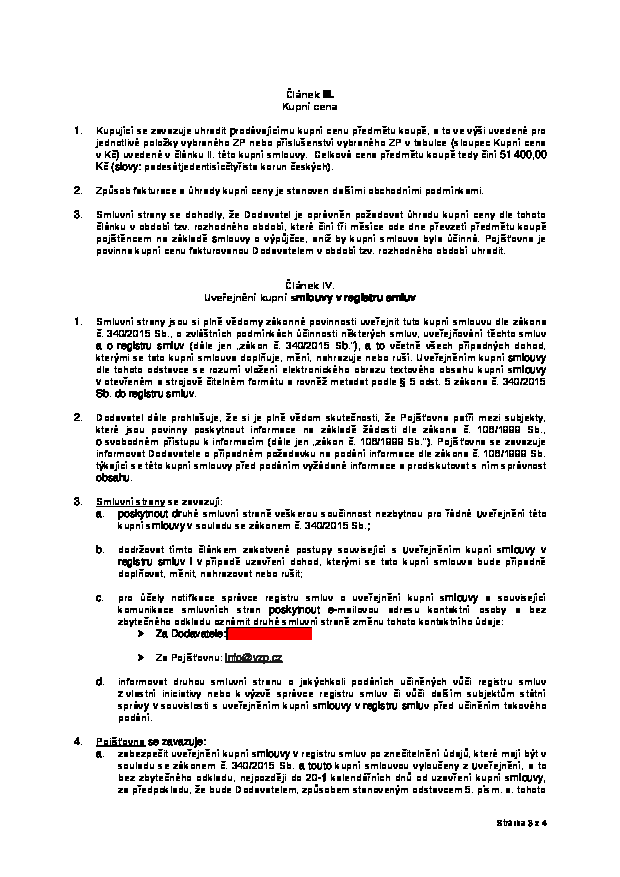 Článek III.
Kupní cena
1. Kupující se zavazuje uhradit prodávajícímu kupní cenu předmětu koupě, a to ve výši uvedené pro
jednotlivé položky vybraného ZP nebo příslušenství vybraného ZP v tabulce (sloupec Kupní cena
v Kč) uvedené v článku II. této kupní smlouvy. Celková cena předmětu koupě tedy činí 51 400,00
Kč (slovy: padesátjednatisícčtyřista korun českých).
2. Způsob fakturace a úhrady kupní ceny je stanoven dalšími obchodními podmínkami.
3. Smluvní strany se dohodly, že Dodavatel je oprávněn požadovat úhradu kupní ceny dle tohoto
článku v období tzv. rozhodného období, které činí tři měsíce ode dne převzetí předmětu koupě
pojištěncem na základě smlouvy o výpůjčce, aniž by kupní smlouva byla účinná. Pojišťovna je
povinna kupní cenu fakturovanou Dodavatelem v období tzv. rozhodného období uhradit.
Článek IV.
Uveřejnění kupní smlouvy v registru smluv
1. Smluvní strany jsou si plně vědomy zákonné povinnosti uveřejnit tuto kupní smlouvu dle zákona
č. 340/2015 Sb., o zvláštních podmínkách účinnosti některých smluv, uveřejňování těchto smluv
a o registru smluv (dále jen „zákon č. 340/2015 Sb."), a to včetně všech případných dohod,
kterými se tato kupní smlouva doplňuje, mění, nahrazuje nebo ruší. Uveřejněním kupní smlouvy
dle tohoto odstavce se rozumí vložení elektronického obrazu textového obsahu kupní smlouvy
v otevřeném a strojově čitelném formátu a rovněž metadat podle § 5 odst. 5 zákona č. 340/2015
Sb. do registru smluv.
2. Dodavatel dále prohlašuje, že si je plně vědom skutečnosti, že Pojišťovna patří mezi subjekty,
které jsou povinny poskytnout informace na základě žádosti dle zákona č. 106/1999 Sb.,
o svobodném přístupu k informacím (dále jen „zákon č. 106/1999 Sb."). Pojišťovna se zavazuje
informovat Dodavatele o případném požadavku na podání informace dle zákona č. 106/1999 Sb.
týkající se této kupní smlouvy před podáním vyžádané informace a prodiskutovat s ním správnost
obsahu.
3. Smluvní strany se zavazují:
a. poskytnout druhé smluvní straně veškerou součinnost nezbytnou pro řádné uveřejnění této
kupní smlouvy v souladu se zákonem č. 340/2015 Sb.;
b. dodržovat tímto článkem zakotvené postupy související s uveřejněním kupní smlouvy v
registru smluv i v případě uzavření dohod, kterými se tato kupní smlouva bude případně
doplňovat, měnit, nahrazovat nebo rušit;
c. pro účely notifikace správce registru smluv o uveřejnění kupní smlouvy a související
komunikace smluvních stran poskytnout e-mailovou adresu kontaktní osoby a bez
zbytečného odkladu oznámit druhé smluvní straně změnu tohoto kontaktního údaje:
➢ Za Dodavatele:
➢ Za Pojišťovnu: info@vzp.cz
d. informovat druhou smluvní stranu o jakýchkoli podáních učiněných vůči registru smluv
z vlastní iniciativy nebo k výzvě správce registru smluv či vůči dalším subjektům státní
správy v souvislosti s uveřejněním kupní smlouvy v registru smluv před učiněním takového
podání.
4. Pojišťovna se zavazuje:
a. zabezpečit uveřejnění kupní smlouvy v registru smluv po znečitelnění údajů, které mají být v
souladu se zákonem č. 340/2015 Sb. a touto kupní smlouvou vyloučeny z uveřejnění, a to
bez zbytečného odkladu, nejpozději do 20-ti kalendářních dnů od uzavření kupní smlouvy,
za předpokladu, že bude Dodavatelem, způsobem stanoveným odstavcem 5. písm. a. tohoto
Stránka 3 z 4